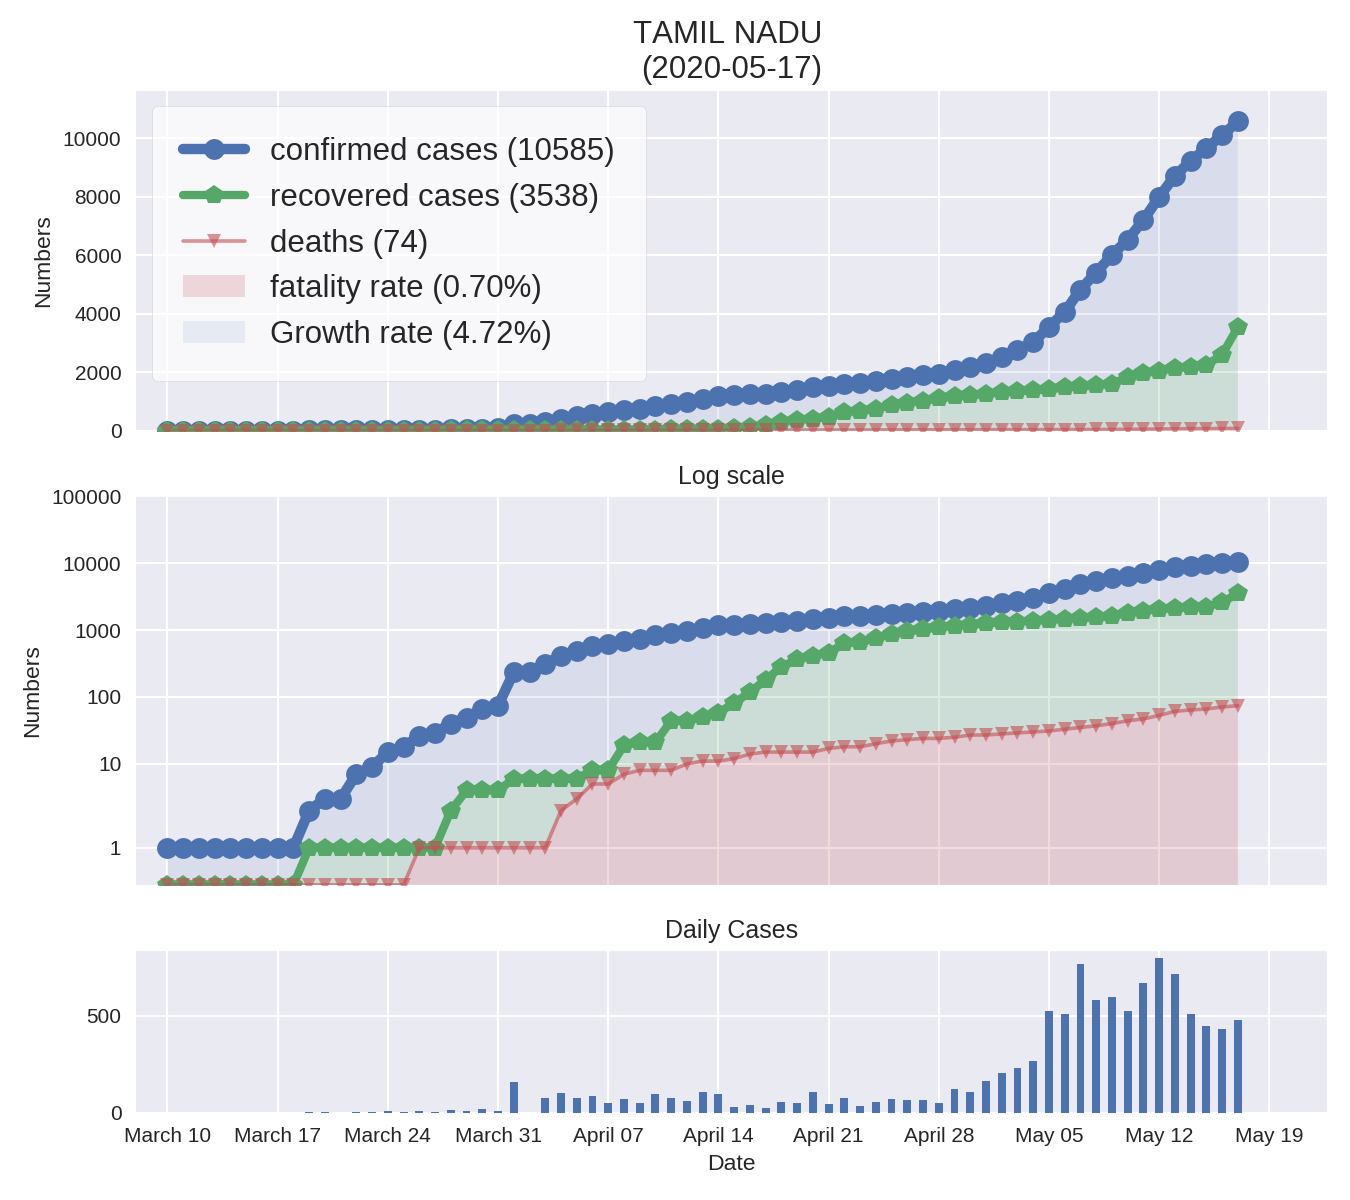 TAMIL NADU
(2020-05-17)
10000
8000
6000
4000
2000
0
Numbers
confirmed cases (10585)
recovered cases (3538)
deaths (74)
fatality rate (0.70%)
Growth rate (4.72%)
Log scale
100000
10000
1000
100
10
1
Numbers
Daily Cases
500
0
March 10 March 17 March 24 March 31 April 07 April 14 April 21 April 28 May 05 May 12 May 19
Date